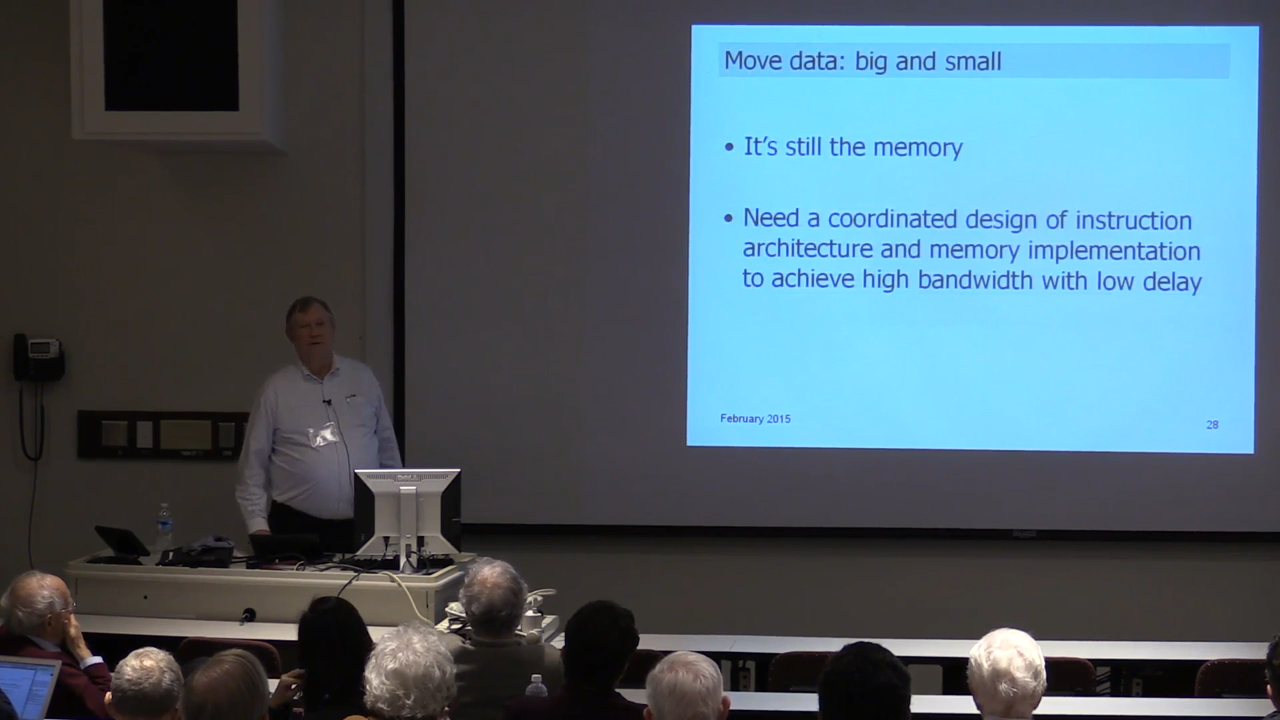 Move data: big and small
• It's still the memory
• Need a coordinated design of instruction
architecture and memory implementation
to achieve high bandwidth with low delay
February 2015
28